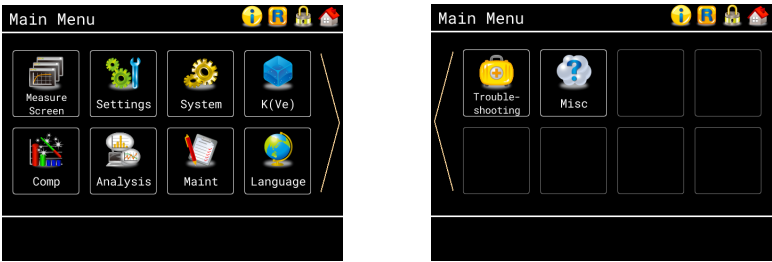 Main Menu
i R
Measure
Screen
Settings
System
K(Ve)
Comp
Analysis
Maint
Language
Main Menu
i R
Trouble-
shooting
?
Misc